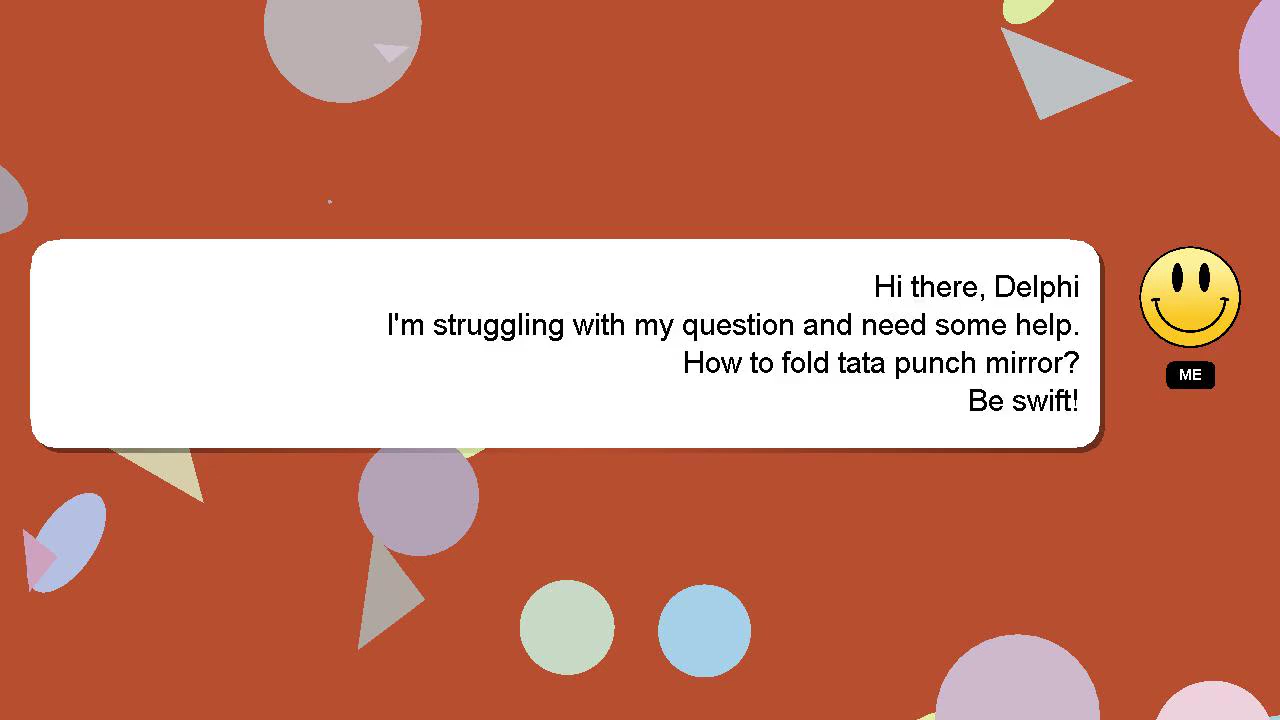 Hi there, Delphi
I'm struggling with my question and need some help.
How to fold tata punch mirror?
Be swift!
ME